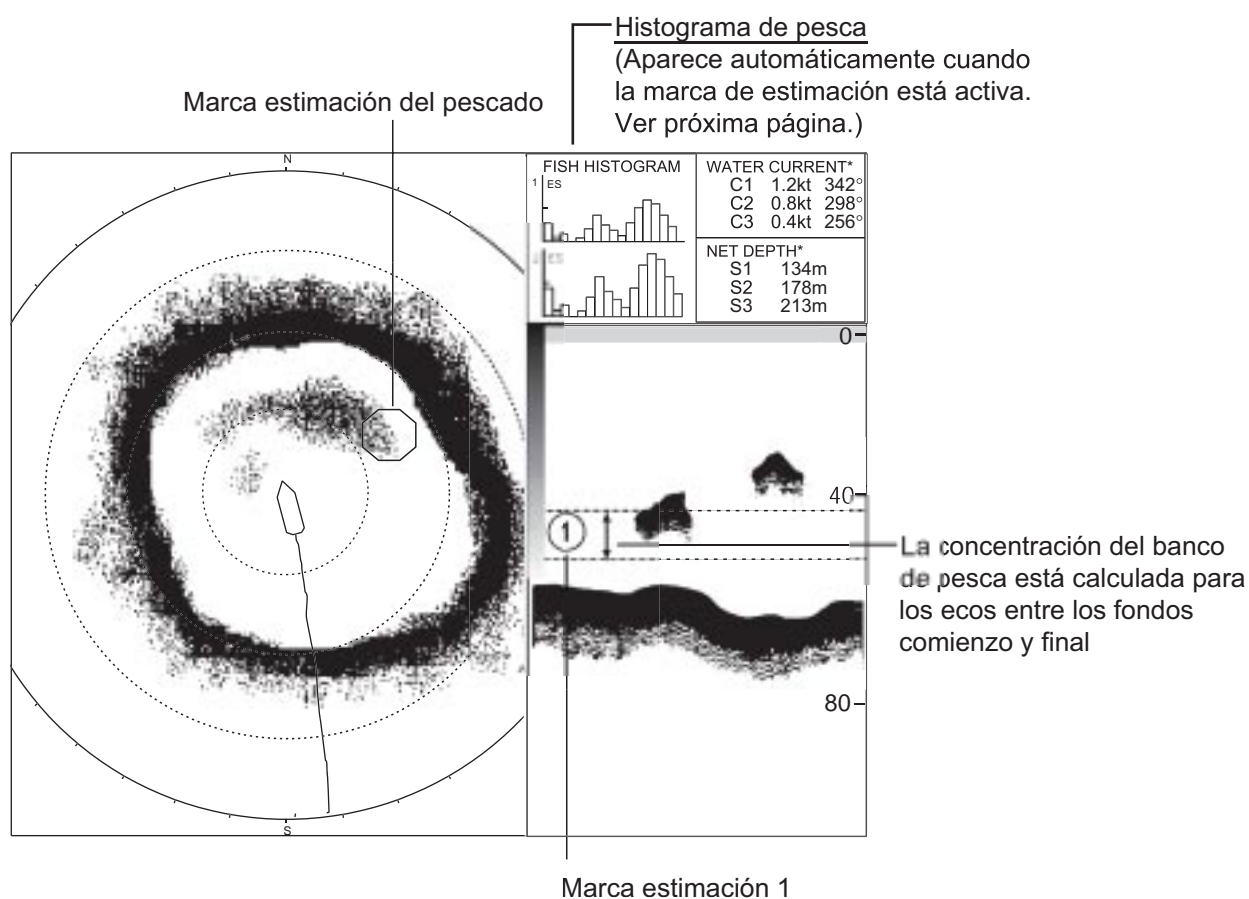 Histograma de pesca
(Aparece automáticamente cuando
la marca de estimación está activa.
Ver próxima página.)
Marca estimación del pescado
N
FISH HISTOGRAM
1 ES
ES
WATER CURRENT*
C1 1.2kt 342°
C2 0.8kt 298°
C3 0.4kt 256°
NET DEPTH*
S1 134m
S2 178m
S3 213m
0
40
1
80
La concentración del banco
de pesca está calculada para
los ecos entre los fondos
comienzo y final
S
Marca estimación 1